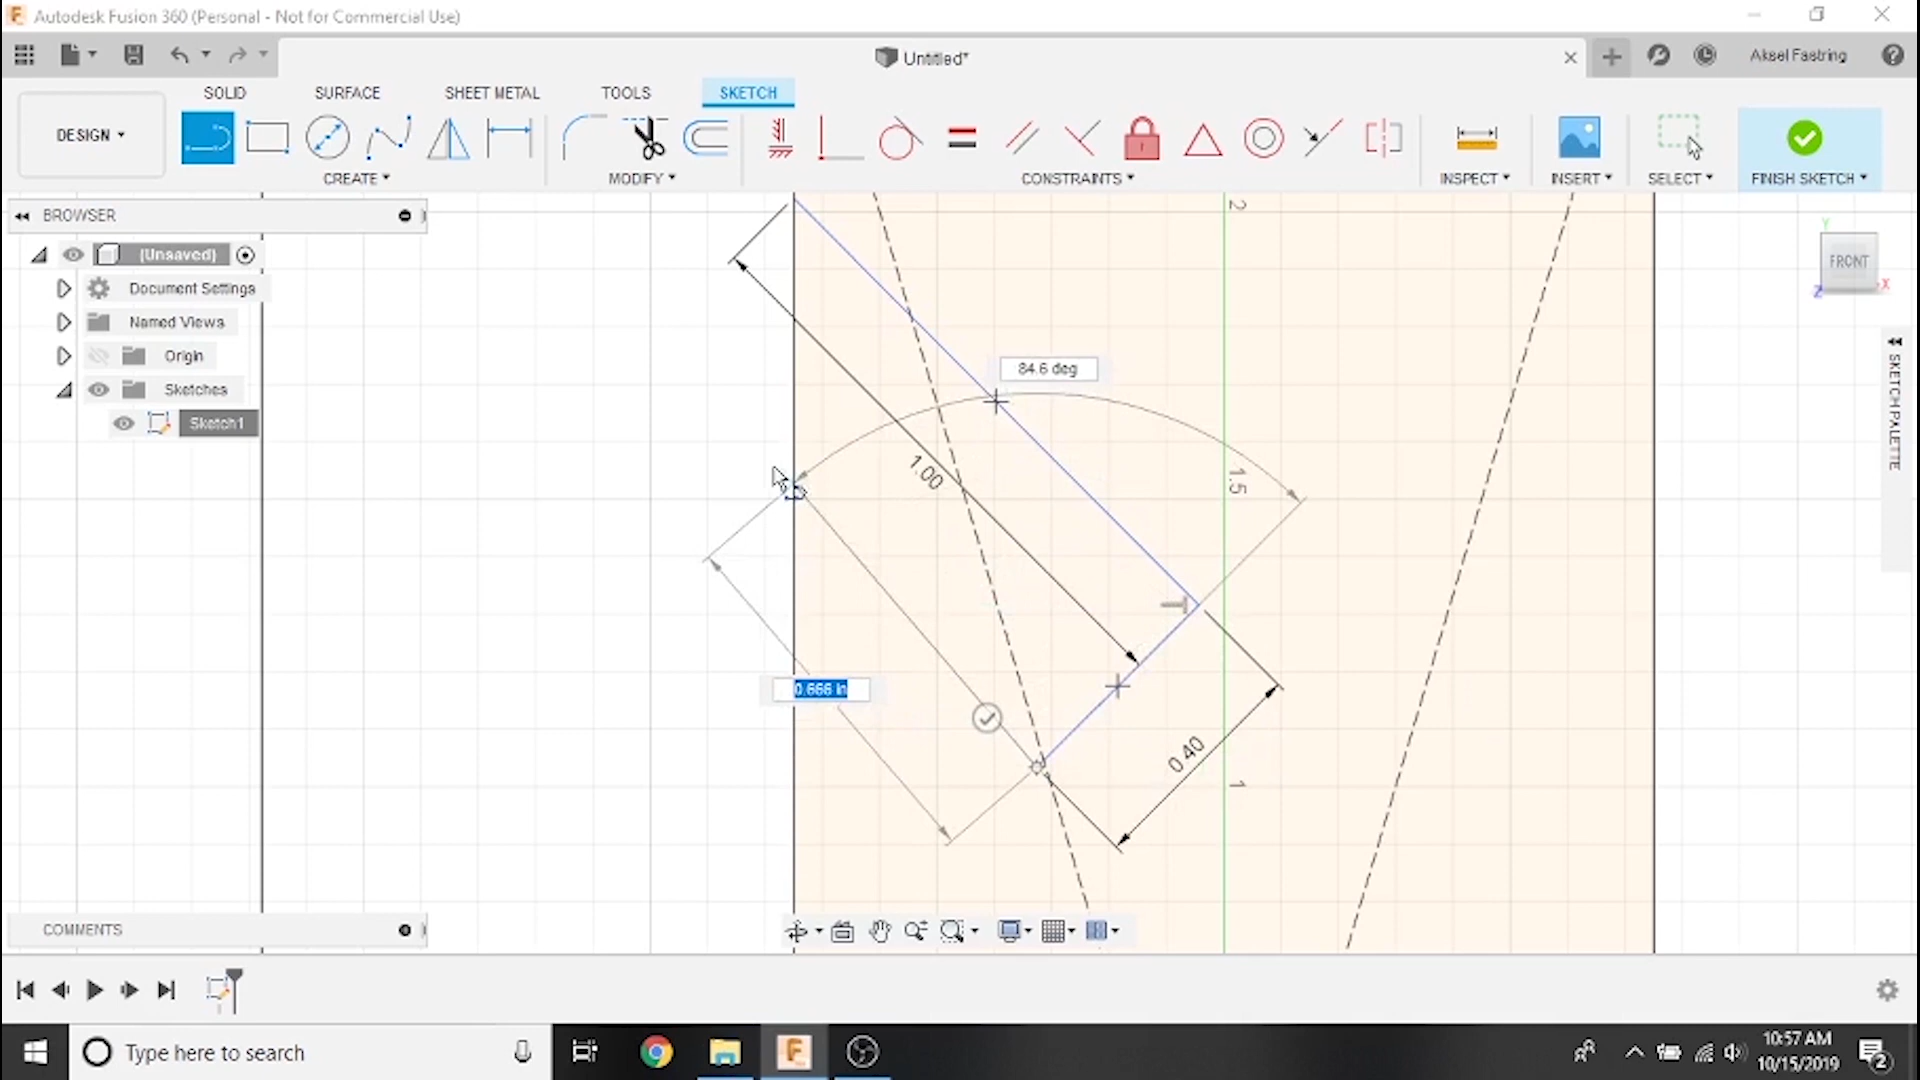 Autodesk Fusion 360 (Personal - Not for Commercial Use)
Untitled*
Aksel Fastring
SOLID
SURFACE
SHEET METAL
TOOLS
SKETCH
DESIGN
CREATE
MODIFY
CONSTRAINTS
INSPECT
INSERT
SELECT
FINISH SKETCH
BROWSER
(Unsaved)
Document Settings
Named Views
Origin
Sketches
Sketch1
2
Y
FRONT
X
Z
SKETCH PALETTE
84.6 deg
1.00
1.5
0.666 in
0.40
1
COMMENTS
Type here to search
10:57 AM
10/15/2019
2